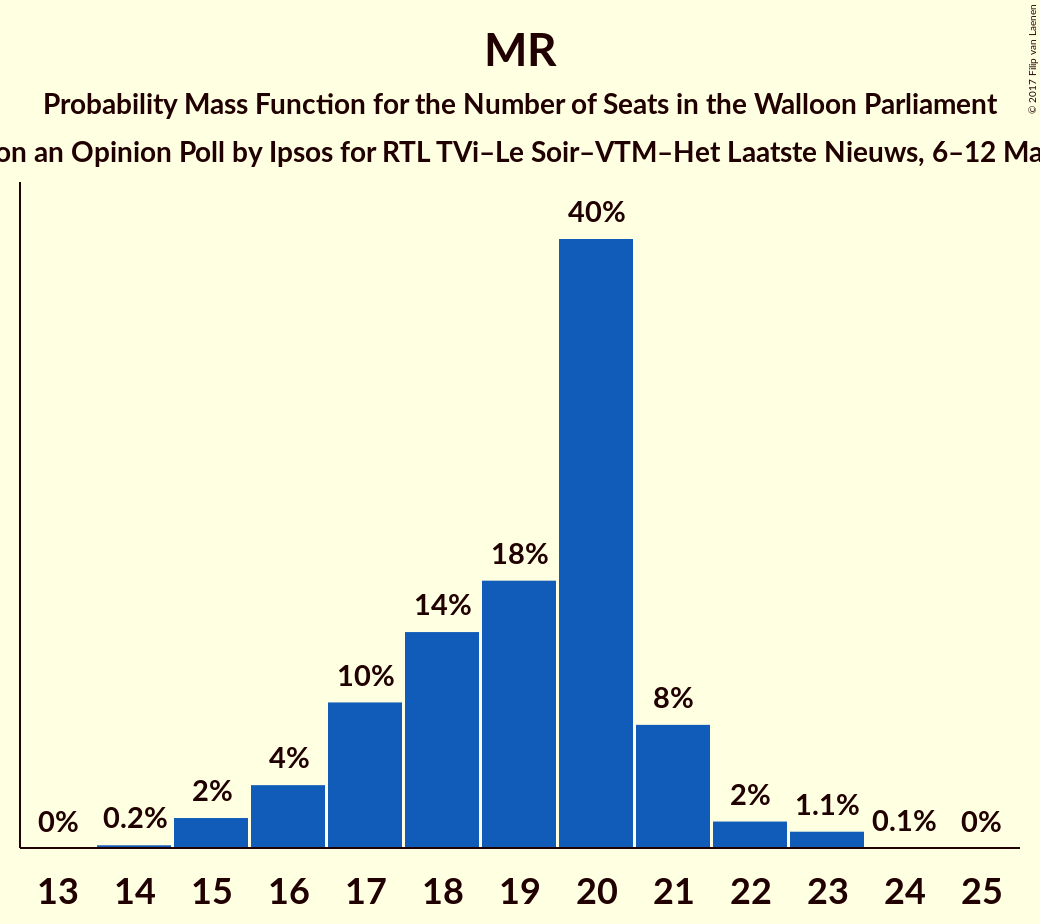 MR
Probability Mass Function for the Number of Seats in the Walloon Parliament
on an Opinion Poll by Ipsos for RTL TVi–Le Soir–VTM–Het Laatste Nieuws, 6–12
© 2017 Filip van Laenen
40%
18%
14%
10%
8%
4%
2%
2%
1.1%
0%
0.2%
0.1%
0%
13 14 15 16 17 18 19 20 21 22 23 24 25